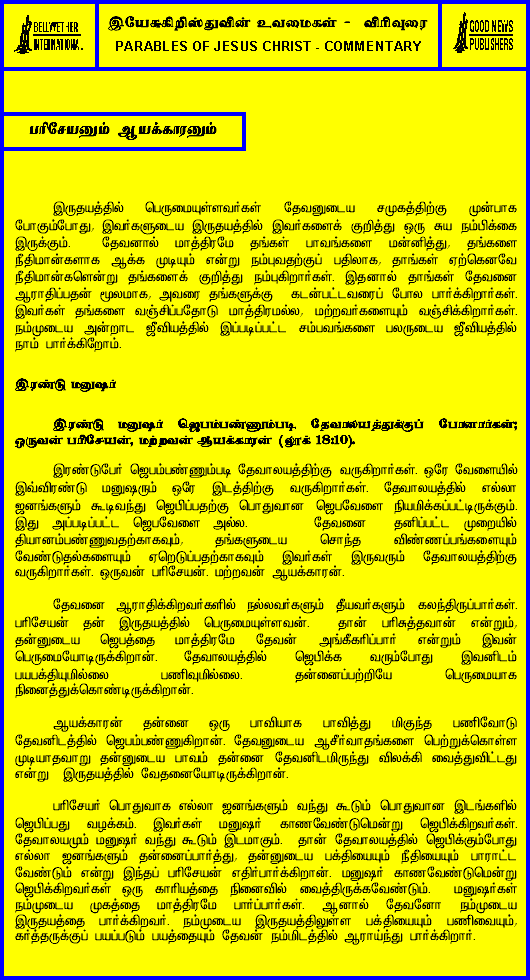 BELLWETHER
INTERNATIONAL
இயேசுகிறிஸ்துவின் உவமைகள் - விரிவுரை
PARABLES OF JESUS CHRIST - COMMENTARY
GOOD NEWS
PUBLISHERS
பரிசேயனும் ஆயக்காரனும்
இருதயத்தில் பெருமையுள்ளவர்கள் தேவனுடைய சமுகத்திற்கு முன்பாக
போகும்போது, இவர்களுடைய இருதயத்தில் இவர்களைக் குறித்து ஒரு சுய நம்பிக்கை
இருக்கும். தேவனால் மாத்திரமே தங்கள் பாவங்களை மன்னித்து, தங்களை
நீதிமான்களாக ஆக்க முடியும் என்று நம்புவதற்குப் பதிலாக, தாங்கள் ஏற்கெனவே
நீதிமான்களென்று தங்களைக் குறித்து நம்புகிறார்கள். இதனால் தாங்கள் தேவனை
ஆராதிப்பதன் மூலமாக, அவரை தங்களுக்கு கடன்பட்டவரைப் போல பார்க்கிறார்கள்.
இவர்கள் தங்களை வஞ்சிப்பதோடு மாத்திரமல்ல, மற்றவர்களையும் வஞ்சிக்கிறார்கள்.
நம்முடைய அன்றாட ஜீவியத்தில் இப்படிப்பட்ட சம்பவங்களை பலருடைய ஜீவியத்தில்
நாம் பார்க்கிறோம்.
இரண்டு மனுஷர்
இரண்டு மனுஷர் ஜெபம்பண்ணும்படி தேவாலயத்துக்குப் போனார்கள்;
ஒருவன் பரிசேயன், மற்றவன் ஆயக்காரன் (லூக் 18:10).
இரண்டுபேர் ஜெபம்பண்ணும்படி தேவாலயத்திற்கு வருகிறார்கள். ஒரே வேளையில்
இவ்விரண்டு மனுஷரும் ஒரே இடத்திற்கு வருகிறார்கள். தேவாலயத்தில் எல்லா
ஜனங்களும் கூடிவந்து ஜெபிப்பதற்கு பொதுவான ஜெபவேளை நியமிக்கப்பட்டிருக்கும்.
இது அப்படிப்பட்ட ஜெபவேளை அல்ல. தேவனை தனிப்பட்ட முறையில்
தியானம்பண்ணுவதற்காகவும், தங்களுடைய சொந்த விண்ணப்பங்களையும்
வேண்டுதல்களையும் ஏறெடுப்பதற்காகவும் இவர்கள் இருவரும் தேவாலயத்திற்கு
வருகிறார்கள். ஒருவன் பரிசேயன். மற்றவன் ஆயக்காரன்.
தேவனை ஆராதிக்கிறவர்களில் நல்லவர்களும் தீயவர்களும் கலந்திருப்பார்கள்.
பரிசேயன் தன் இருதயத்தில் பெருமையுள்ளவன். தான் பரிசுத்தவான் என்றும்,
தன்னுடைய ஜெபத்தை மாத்திரமே தேவன் அங்கீகரிப்பார் என்றும் இவன்
பெருமையோடிருக்கிறான். தேவாலயத்தில் ஜெபிக்க வரும்போது இவனிடம்
பயபக்தியுமில்லை பணிவுமில்லை. தன்னைப்பற்றியே பெருமையாக
நினைத்துக்கொண்டிருக்கிறான்.
ஆயக்காரன் தன்னை ஒரு பாவியாக பாவித்து மிகுந்த பணிவோடு
தேவனிடத்தில் ஜெபம்பண்ணுகிறான். தேவனுடைய ஆசீர்வாதங்களை பெற்றுக்கொள்ள
முடியாதவாறு தன்னுடைய பாவம் தன்னை தேவனிடமிருந்து விலக்கி வைத்துவிட்டது
என்று இருதயத்தில் வேதனையோடிருக்கிறான்.
பரிசேயர் பொதுவாக எல்லா ஜனங்களும் வந்து கூடும் பொதுவான இடங்களில்
ஜெபிப்பது வழக்கம். இவர்கள் மனுஷர் காணவேண்டுமென்று ஜெபிக்கிறவர்கள்.
தேவாலயமும் மனுஷர் வந்து கூடும் இடமாகும். தான் தேவாலயத்தில் ஜெபிக்கும்போது
எல்லா ஜனங்களும் தன்னைப்பார்த்து, தன்னுடைய பக்தியையும் நீதியையும் பாராட்ட
வேண்டும் என்று இந்தப் பரிசேயன் எதிர்பார்க்கிறான். மனுஷர் காணவேண்டுமென்று
ஜெபிக்கிறவர்கள் ஒரு காரியத்தை நினைவில் வைத்திருக்கவேண்டும். மனுஷர்கள்
நம்முடைய முகத்தை மாத்திரமே பார்ப்பார்கள். ஆனால் தேவனோ நம்முடைய
இருதயத்தை பார்க்கிறவர். நம்முடைய இருதயத்திலுள்ள பக்தியையும் பணிவையும்,
கர்த்தருக்குப் பயப்படும் பயத்தையும் தேவன் நம்மிடத்தில் ஆராய்ந்து பார்க்கிறார்.